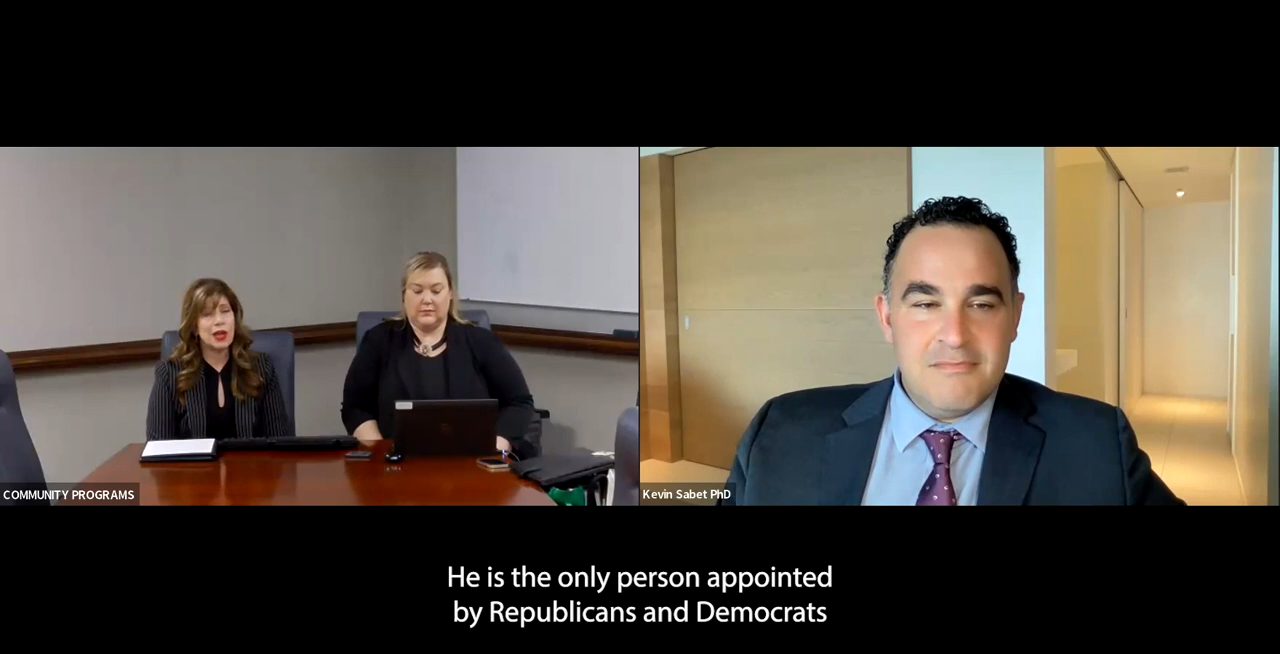 COMMUNITY PROGRAMS
Kevin Sabet PhD
He is the only person appointed
by Republicans and Democrats